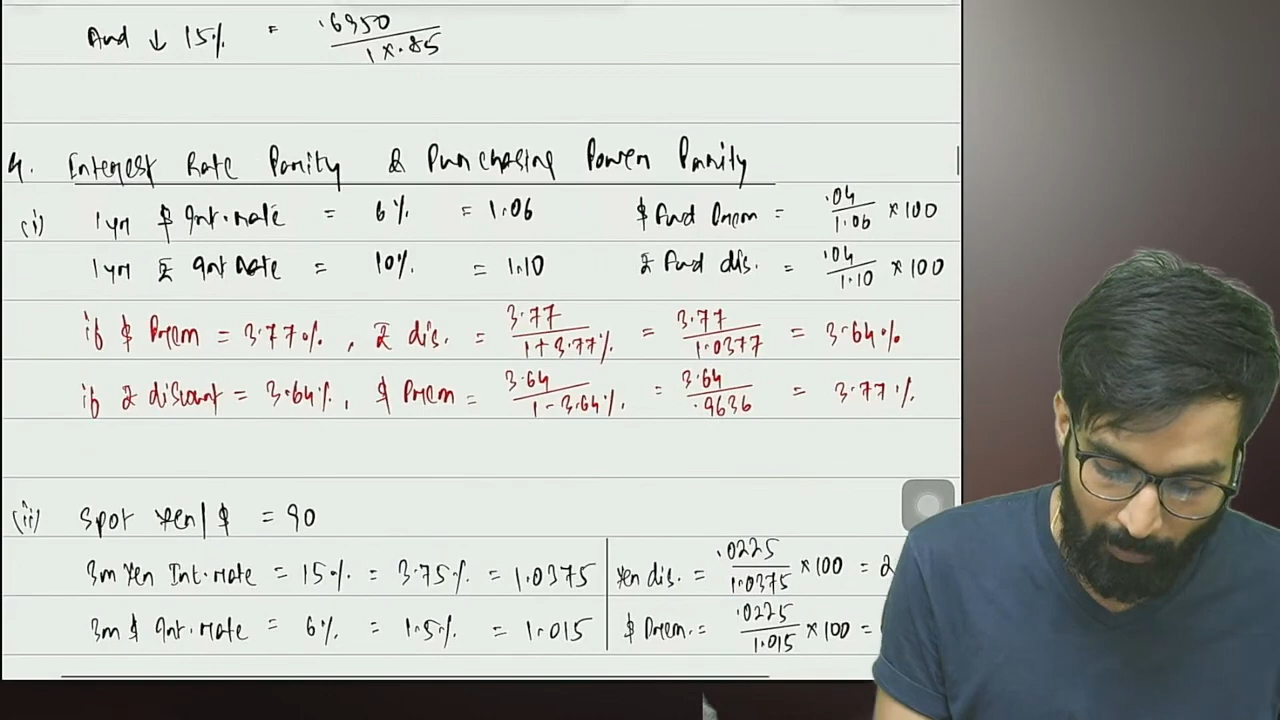 And ↓ 15% = .6950 / 1×.85
4. Interest Rate Parity & Purchasing Power Parity
(i) 1yr $ Int. rate = 6% = 1.06 $ Fwd Prem = .04/1.06 × 100
1yr ₹ Int rate = 10% = 1.10 ₹ Fwd dis. = .04/1.10 × 100
if $ Prem = 3.77%, ₹ dis. = 3.77/1+3.77% = 3.77/1.0377 = 3.64%
if ₹ discount = 3.64%, $ Prem = 3.64/1-3.64% = 3.64/.9636 = 3.77%
(ii) Spot Yen/$ = 90
3m Yen Int. rate = 15% = 3.75% = 1.0375 Yen dis. = .0225/1.0375 × 100 = 2
3m $ Int. rate = 6% = 1.5% = 1.015 $ Prem. = .0225/1.015 × 100 =